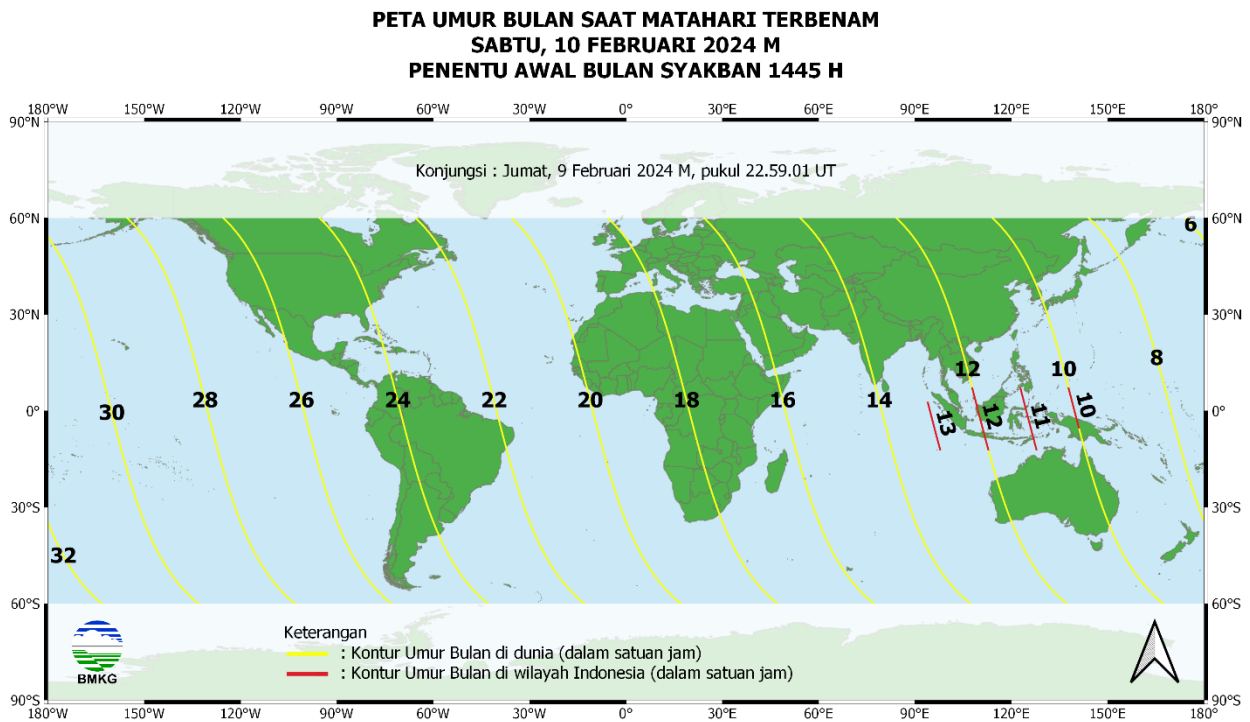 PETA UMUR BULAN SAAT MATAHARI TERBENAM
SABTU, 10 FEBRUARI 2024 M
PENENTU AWAL BULAN SYAKBAN 1445 H
180°W 150°W 120°W 90°W 60°W 30°W 0° 30°E 60°E 90°E 120°E 150°E 180°
90°N 90°N
Konjungsi : Jumat, 9 Februari 2024 M, pukul 22.59.01 UT
60°N 6 60°N
30°N 30°N
12 10 8
0° 30 28 26 24 22 20 18 16 14 13 12 11 10 0°
30°S 30°S
32
60°S 60°S
Keterangan
: Kontur Umur Bulan di dunia (dalam satuan jam)
: Kontur Umur Bulan di wilayah Indonesia (dalam satuan jam)
BMKG
90°S 90°S
180°W 150°W 120°W 90°W 60°W 30°W 0° 30°E 60°E 90°E 120°E 150°E 180°